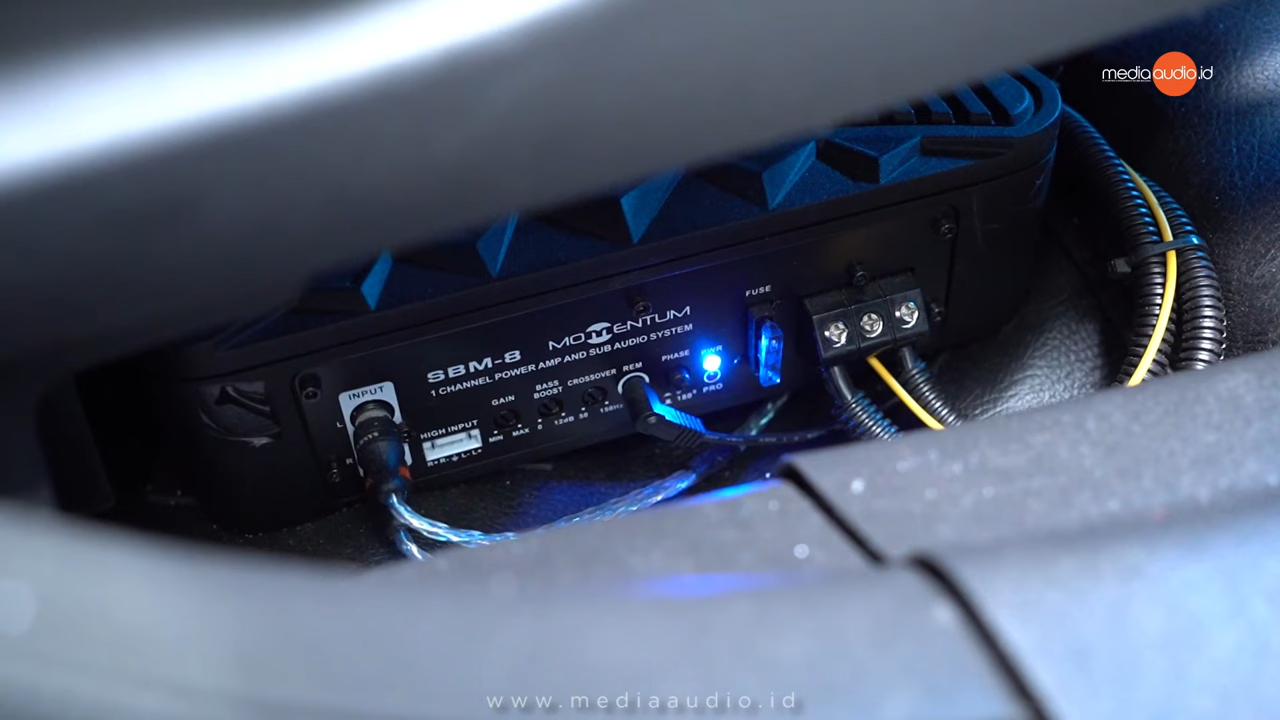 mediaaudio.id
FUSE
MOMENTUM
SBM-8
1 CHANNEL POWER AMP AND SUB AUDIO SYSTEM
INPUT
L
R
HIGH INPUT
R+ R- L- L+
GAIN
MIN MAX
BASS
BOOST
0 12dB
CROSSOVER
50 150Hz
REM
PHASE
180°
PWR
PRO
www.mediaaudio.id